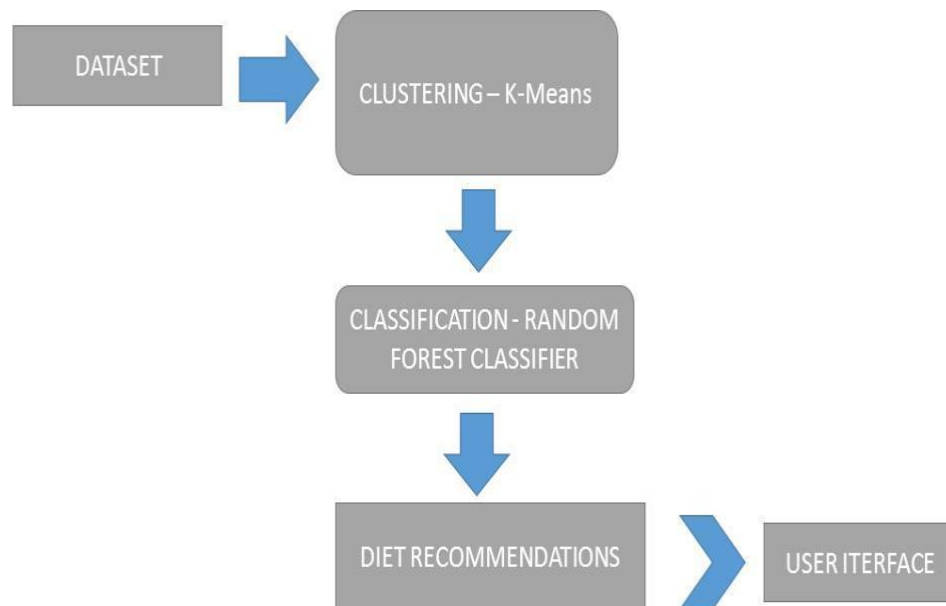 DATASET
CLUSTERING – K-Means
CLASSIFICATION - RANDOM
FOREST CLASSIFIER
DIET RECOMMENDATIONS
USER ITERFACE